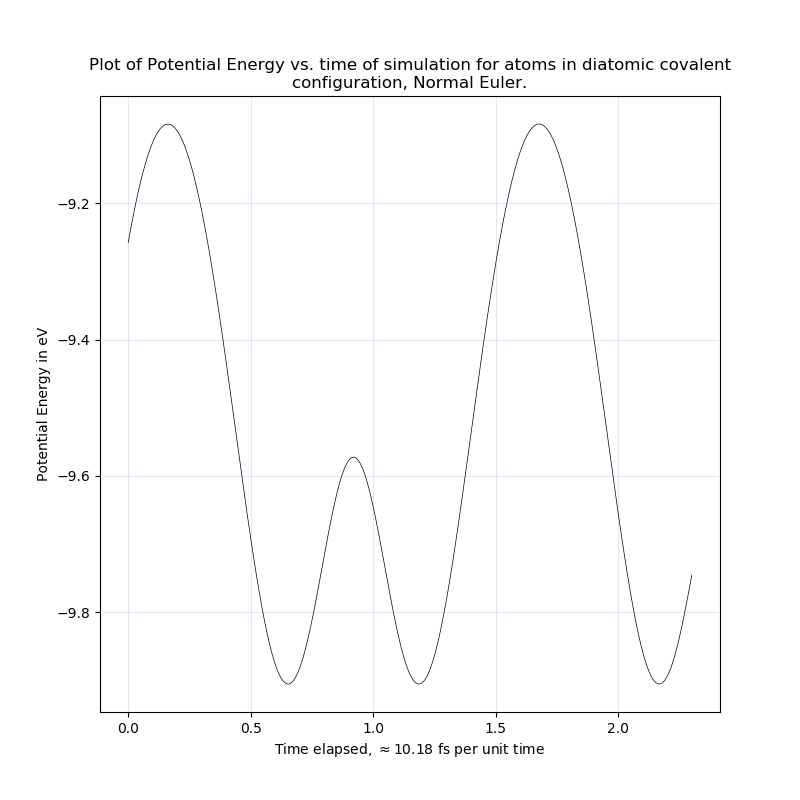 Plot of Potential Energy vs. time of simulation for atoms in diatomic covalent
configuration, Normal Euler.
−9.2
−9.4
−9.6
−9.8
Potential Energy in eV
0.0 0.5 1.0 1.5 2.0
Time elapsed, ≈ 10.18 fs per unit time